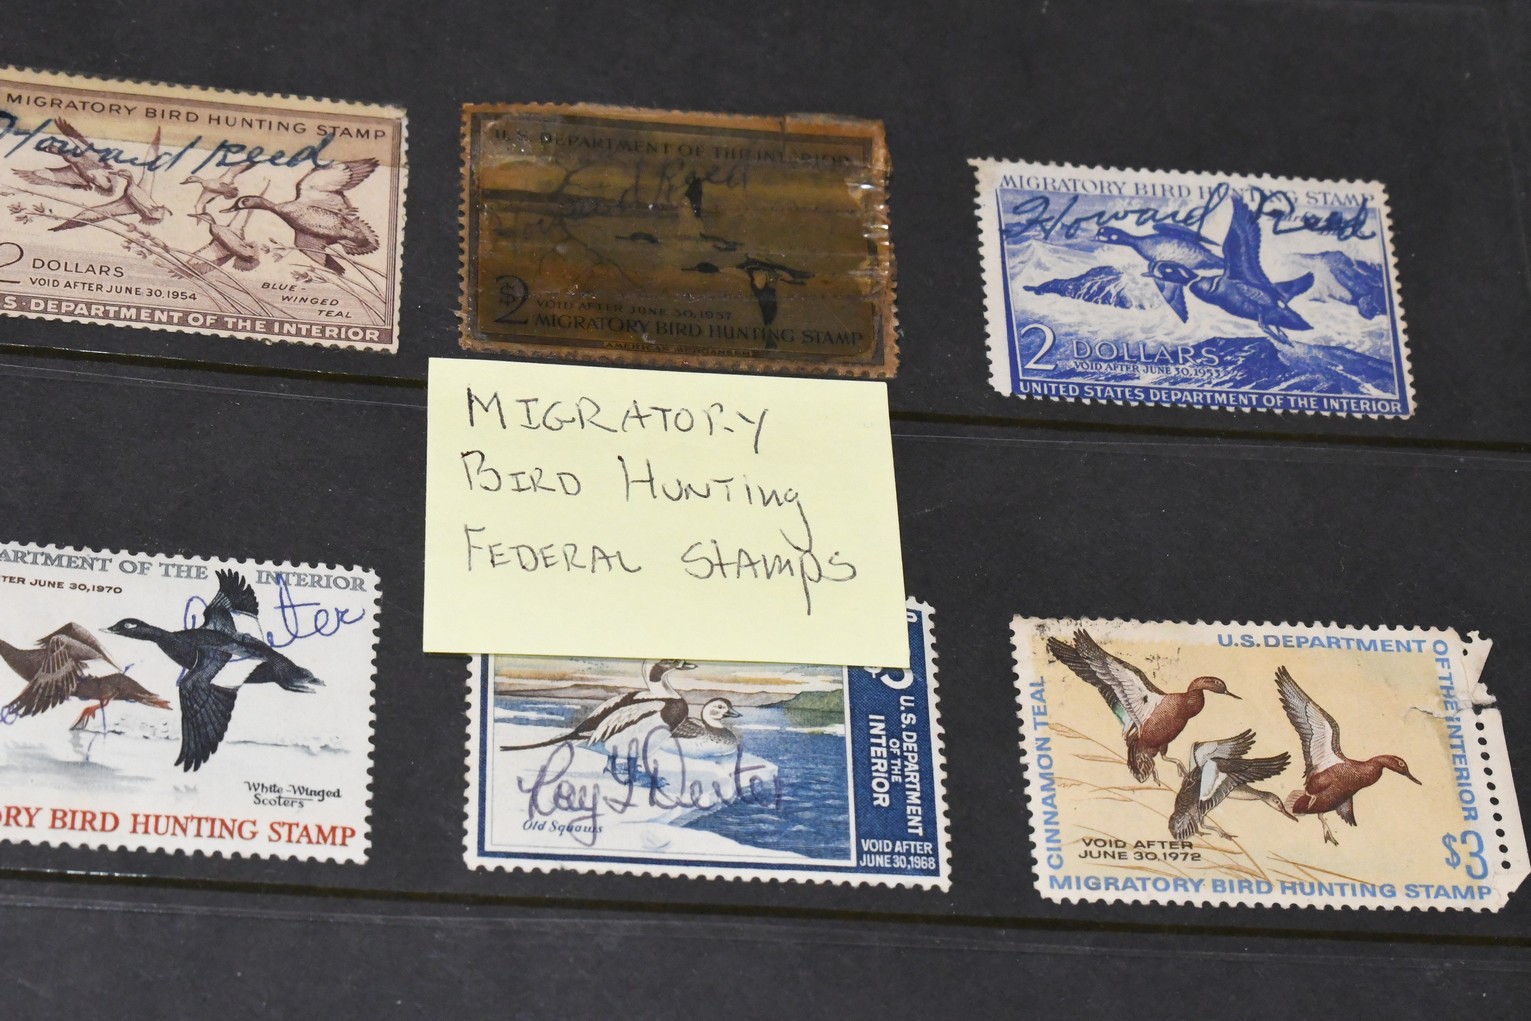 MIGRATORY BIRD HUNTING STAMP
Howard Reed
2 DOLLARS
VOID AFTER JUNE 30, 1954
BLUE-
WINGED
TEAL
S. DEPARTMENT OF THE INTERIOR
U.S. DEPARTMENT OF THE INTERIOR
Reed
$2
VOID AFTER JUNE 30, 1957
MIGRATORY BIRD HUNTING STAMP
AMERICAN MERGANSER
MIGRATORY BIRD HUNTING STAMP
Howard Reed
2 DOLLARS
VOID AFTER JUNE 30, 1953
UNITED STATES DEPARTMENT OF THE INTERIOR
MIGRATORY
BIRD HUNTING
FEDERAL STAMPS
ARTMENT OF THE INTERIOR
TER JUNE 30, 1970
White-Winged
Scoters
ORY BIRD HUNTING STAMP
U.S. DEPARTMENT
OF THE
INTERIOR
VOID AFTER
JUNE 30, 1968
Old Squaws
U.S. DEPARTMENT
OF THE INTERIOR
$3
CINNAMON TEAL
VOID AFTER
JUNE 30, 1972
MIGRATORY BIRD HUNTING STAMP